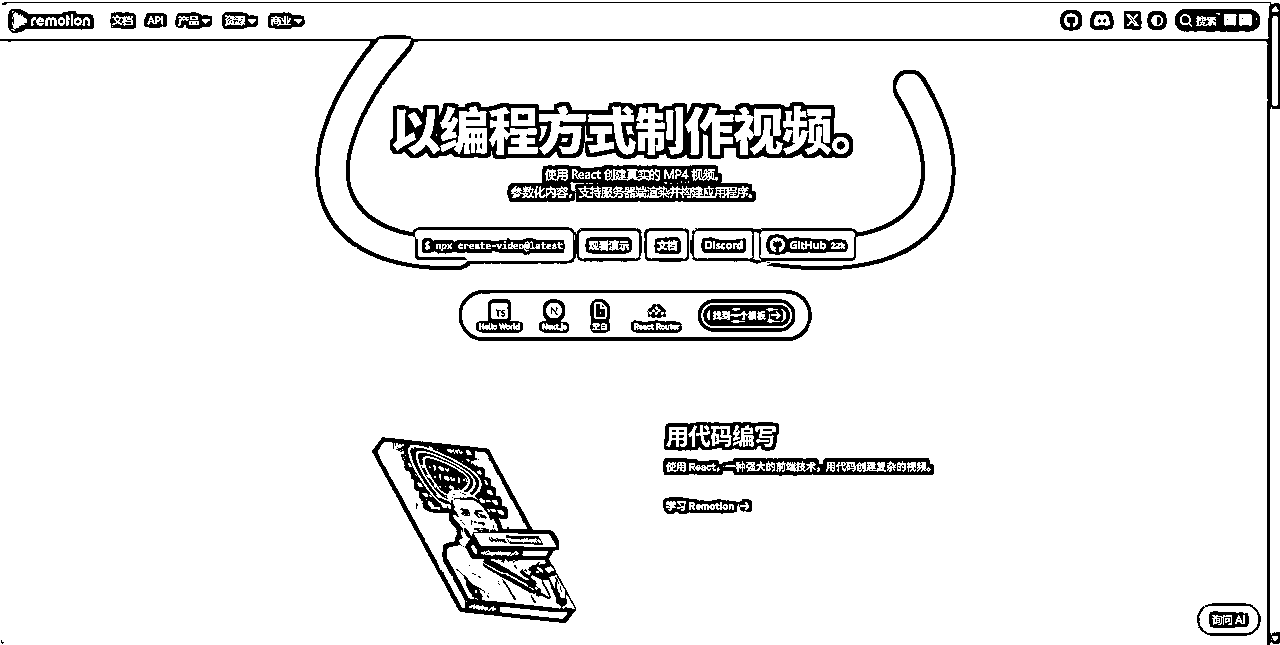 remotion 文档 API 产品 资源 商业 搜索
以编程方式制作视频。
使用 React 创建真实的 MP4 视频。
参数化内容，支持服务器端渲染并构建应用程序。
$ npx create-video@latest 观看演示 文档 Discord GitHub 22k
TS N
Hello World Next.js 空白 React Router 找到一个模板
用代码编写
使用 React，一种强大的前端技术，用代码创建复杂的视频。
学习 Remotion →
询问 AI